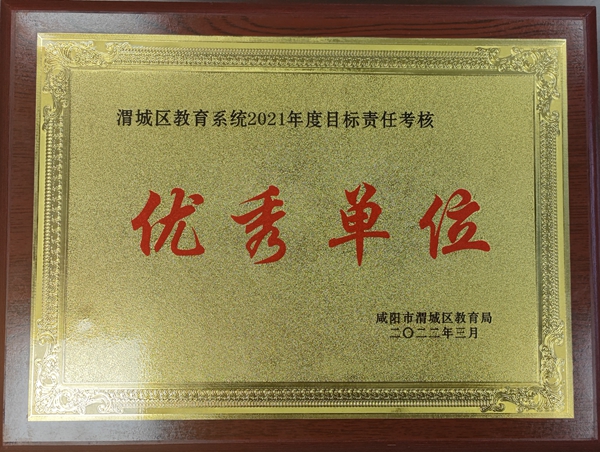 渭城区教育系统2021年度目标责任考核
优秀单位
咸阳市渭城区教育局
二〇二二年三月